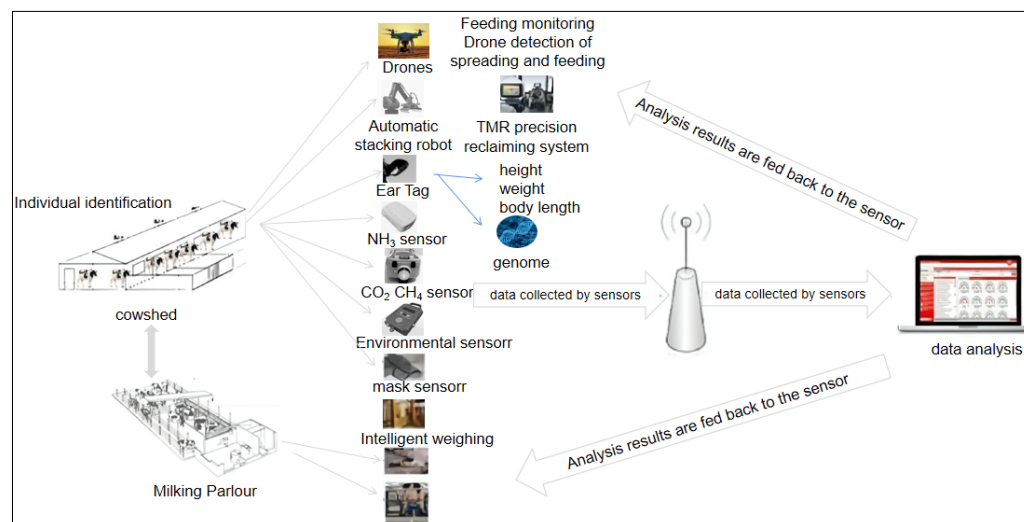 Feeding monitoring
Drone detection of
spreading and feeding
Drones
Automatic
stacking robot
TMR precision
reclaiming system
Ear Tag
height
weight
body length
genome
Individual identification
NH₃ sensor
CO₂ CH₄ sensor
Environmental sensorr
mask sensorr
Intelligent weighing
cowshed
Milking Parlour
data collected by sensors
data collected by sensors
data analysis
Analysis results are fed back to the sensor
Analysis results are fed back to the sensor